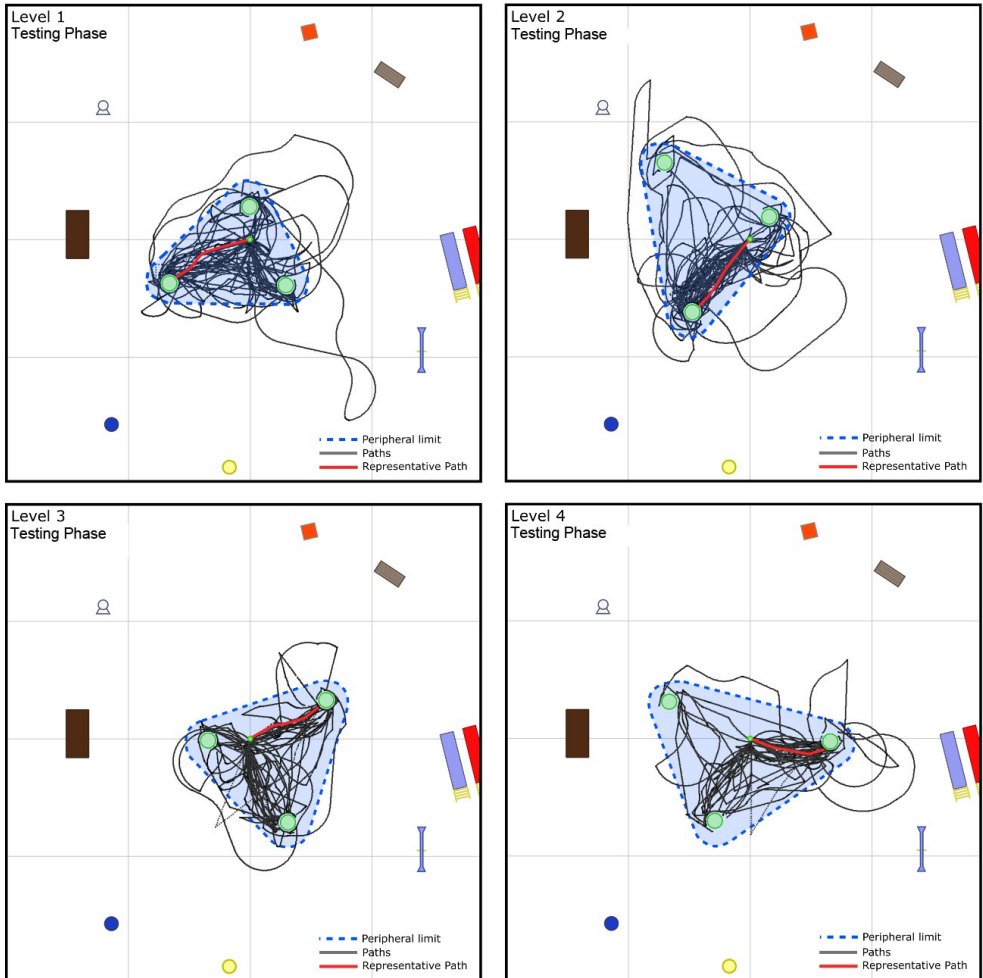 Level 1
Testing Phase
Peripheral limit
Paths
Representative Path
Level 2
Testing Phase
Peripheral limit
Paths
Representative Path
Level 3
Testing Phase
Peripheral limit
Paths
Representative Path
Level 4
Testing Phase
Peripheral limit
Paths
Representative Path